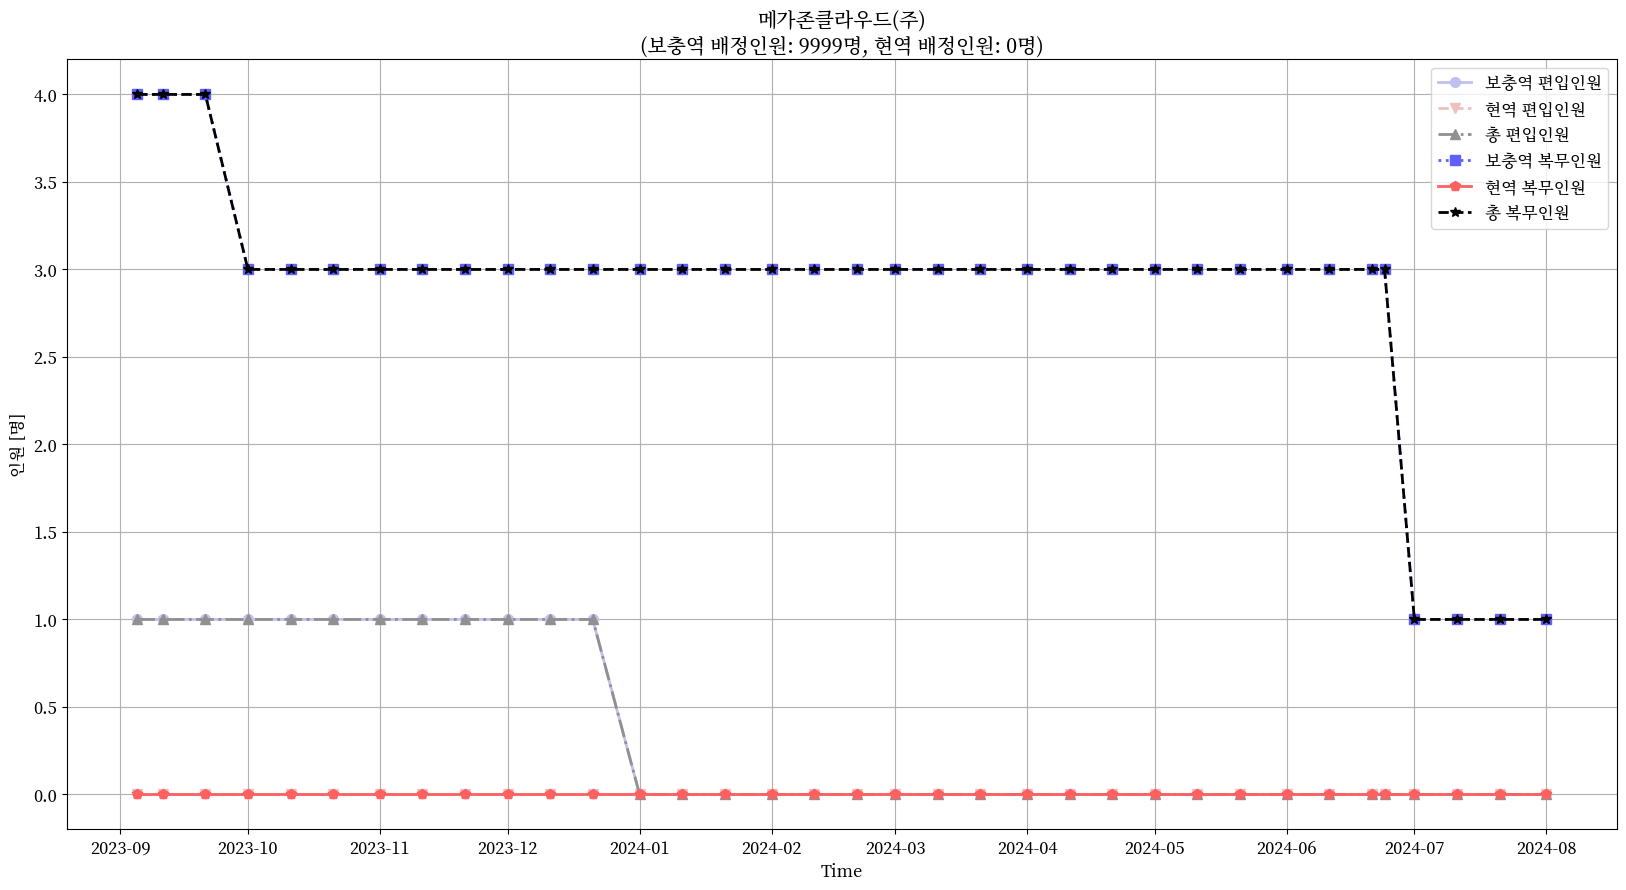 메가존클라우드(주)
(보충역 배정인원: 9999명, 현역 배정인원: 0명)
보충역 편입인원
현역 편입인원
총 편입인원
보충역 복무인원
현역 복무인원
총 복무인원
인원 [명]
4.0
3.5
3.0
2.5
2.0
1.5
1.0
0.5
0.0
2023-09 2023-10 2023-11 2023-12 2024-01 2024-02 2024-03 2024-04 2024-05 2024-06 2024-07 2024-08
Time